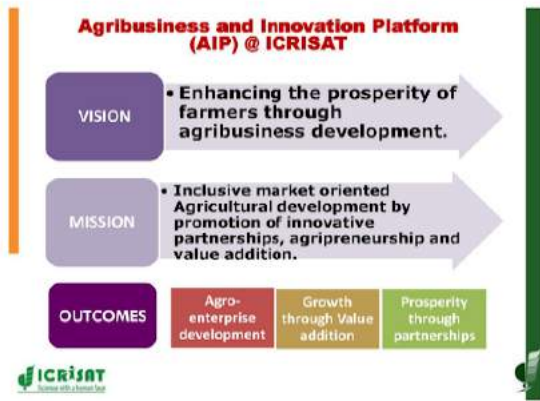 Agribusiness and Innovation Platform
(AIP) @ ICRISAT
VISION
• Enhancing the prosperity of
farmers through
agribusiness development.
MISSION
• Inclusive market oriented
Agricultural development by
promotion of innovative
partnerships, agripreneurship and
value addition.
OUTCOMES
Agro-
enterprise
development
Growth
through Value
addition
Prosperity
through
partnerships
ICRISAT
Science with a human face